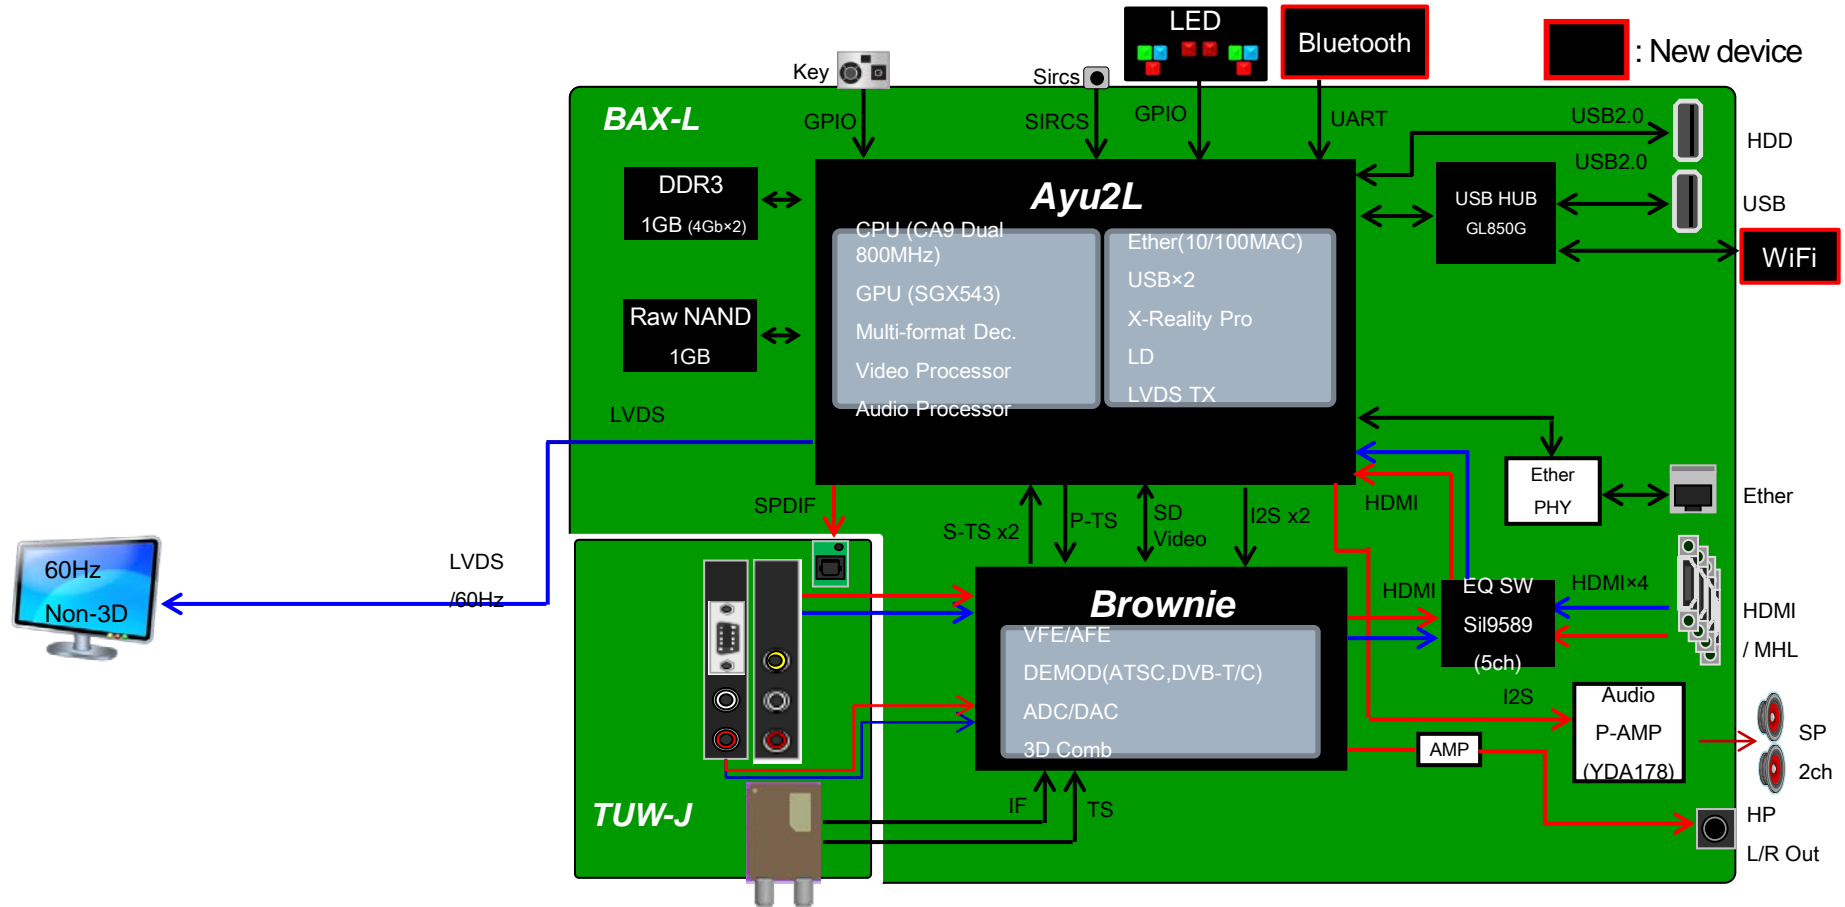 LED
Bluetooth
: New device
Key
Sircs
BAX-L
GPIO
SIRCS
GPIO
UART
USB2.0
HDD
USB2.0
DDR3
1GB (4Gb×2)
Ayu2L
USB HUB
GL850G
USB
WiFi
CPU (CA9 Dual
800MHz)
GPU (SGX543)
Multi-format Dec.
Video Processor
Audio Processor
Ether(10/100MAC)
USB×2
X-Reality Pro
LD
LVDS TX
Raw NAND
1GB
LVDS
SPDIF
S-TS x2
P-TS
SD
Video
I2S x2
HDMI
Ether
PHY
Ether
60Hz
Non-3D
LVDS
/60Hz
Brownie
VFE/AFE
DEMOD(ATSC,DVB-T/C)
ADC/DAC
3D Comb
HDMI
EQ SW
SiI9589
(5ch)
HDMI×4
HDMI
/ MHL
I2S
Audio
P-AMP
(YDA178)
SP
2ch
AMP
TUW-J
IF
TS
HP
L/R Out